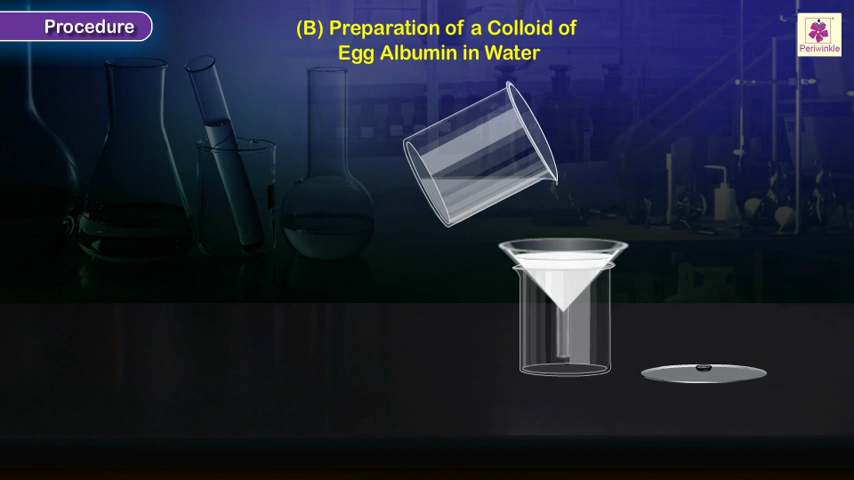 Procedure
(B) Preparation of a Colloid of
Egg Albumin in Water
Periwinkle